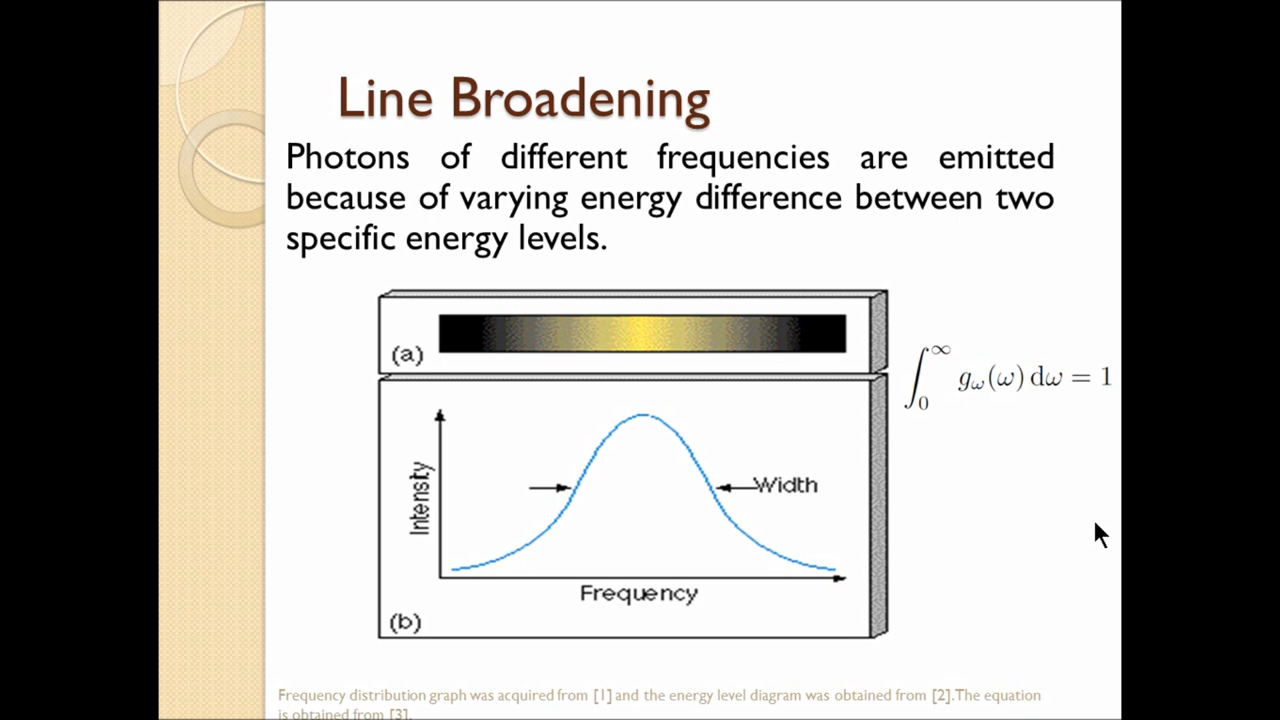 Line Broadening
Photons of different frequencies are emitted
because of varying energy difference between two
specific energy levels.
(a)
∫₀^∞ g_ω(ω) dω = 1
Intensity
Width
Frequency
(b)
Frequency distribution graph was acquired from [1] and the energy level diagram was obtained from [2].The equation
is obtained from [3].